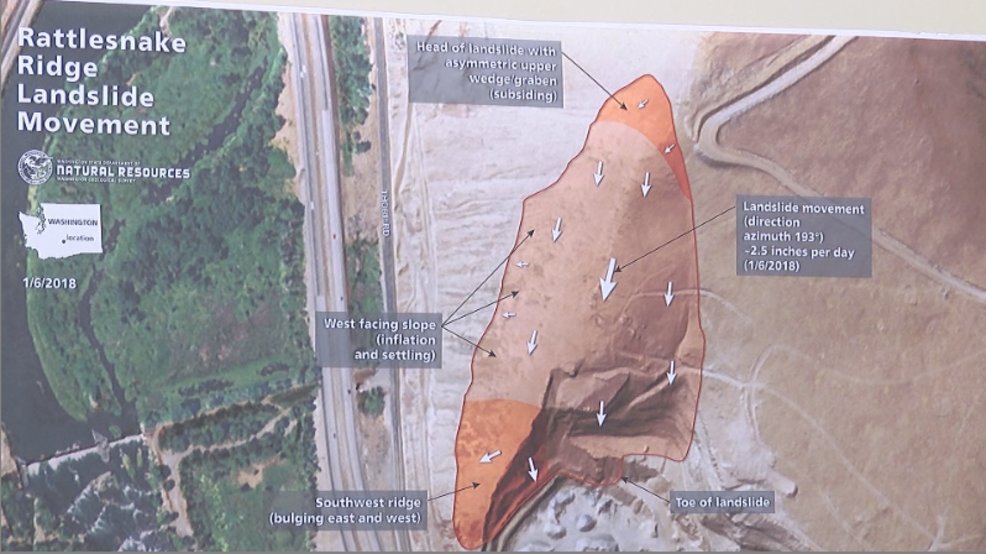 Rattlesnake
Ridge
Landslide
Movement
WASHINGTON STATE DEPARTMENT OF
NATURAL RESOURCES
WASHINGTON GEOLOGICAL SURVEY
WASHINGTON
location
1/6/2018
Head of landslide with
asymmetric upper
wedge/graben
(subsiding)
THORP RD
Landslide movement
(direction
azimuth 193°)
~2.5 inches per day
(1/6/2018)
West facing slope
(inflation
and settling)
Southwest ridge
(bulging east and west)
Toe of landslide